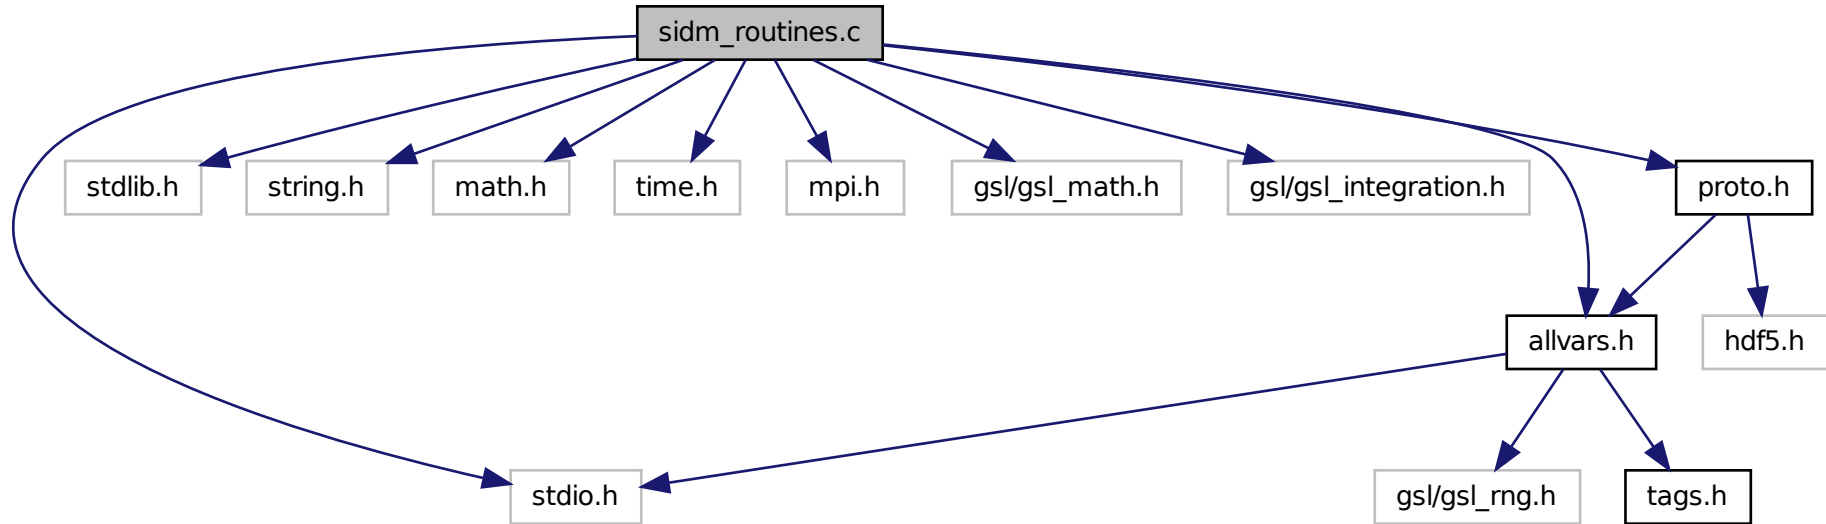 sidm_routines.c
stdlib.h
string.h
math.h
time.h
mpi.h
gsl/gsl_math.h
gsl/gsl_integration.h
proto.h
allvars.h
hdf5.h
stdio.h
gsl/gsl_rng.h
tags.h